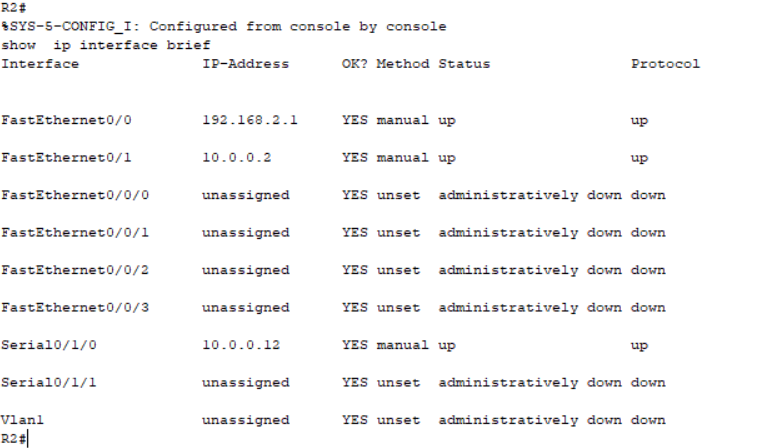 R2#
%SYS-5-CONFIG_I: Configured from console by console
show  ip interface brief
Interface              IP-Address      OK? Method Status                Protocol
FastEthernet0/0        192.168.2.1     YES manual up                    up
FastEthernet0/1        10.0.0.2        YES manual up                    up
FastEthernet0/0/0      unassigned      YES unset  administratively down down
FastEthernet0/0/1      unassigned      YES unset  administratively down down
FastEthernet0/0/2      unassigned      YES unset  administratively down down
FastEthernet0/0/3      unassigned      YES unset  administratively down down
Serial0/1/0            10.0.0.12       YES manual up                    up
Serial0/1/1            unassigned      YES unset  administratively down down
Vlan1                  unassigned      YES unset  administratively down down
R2#